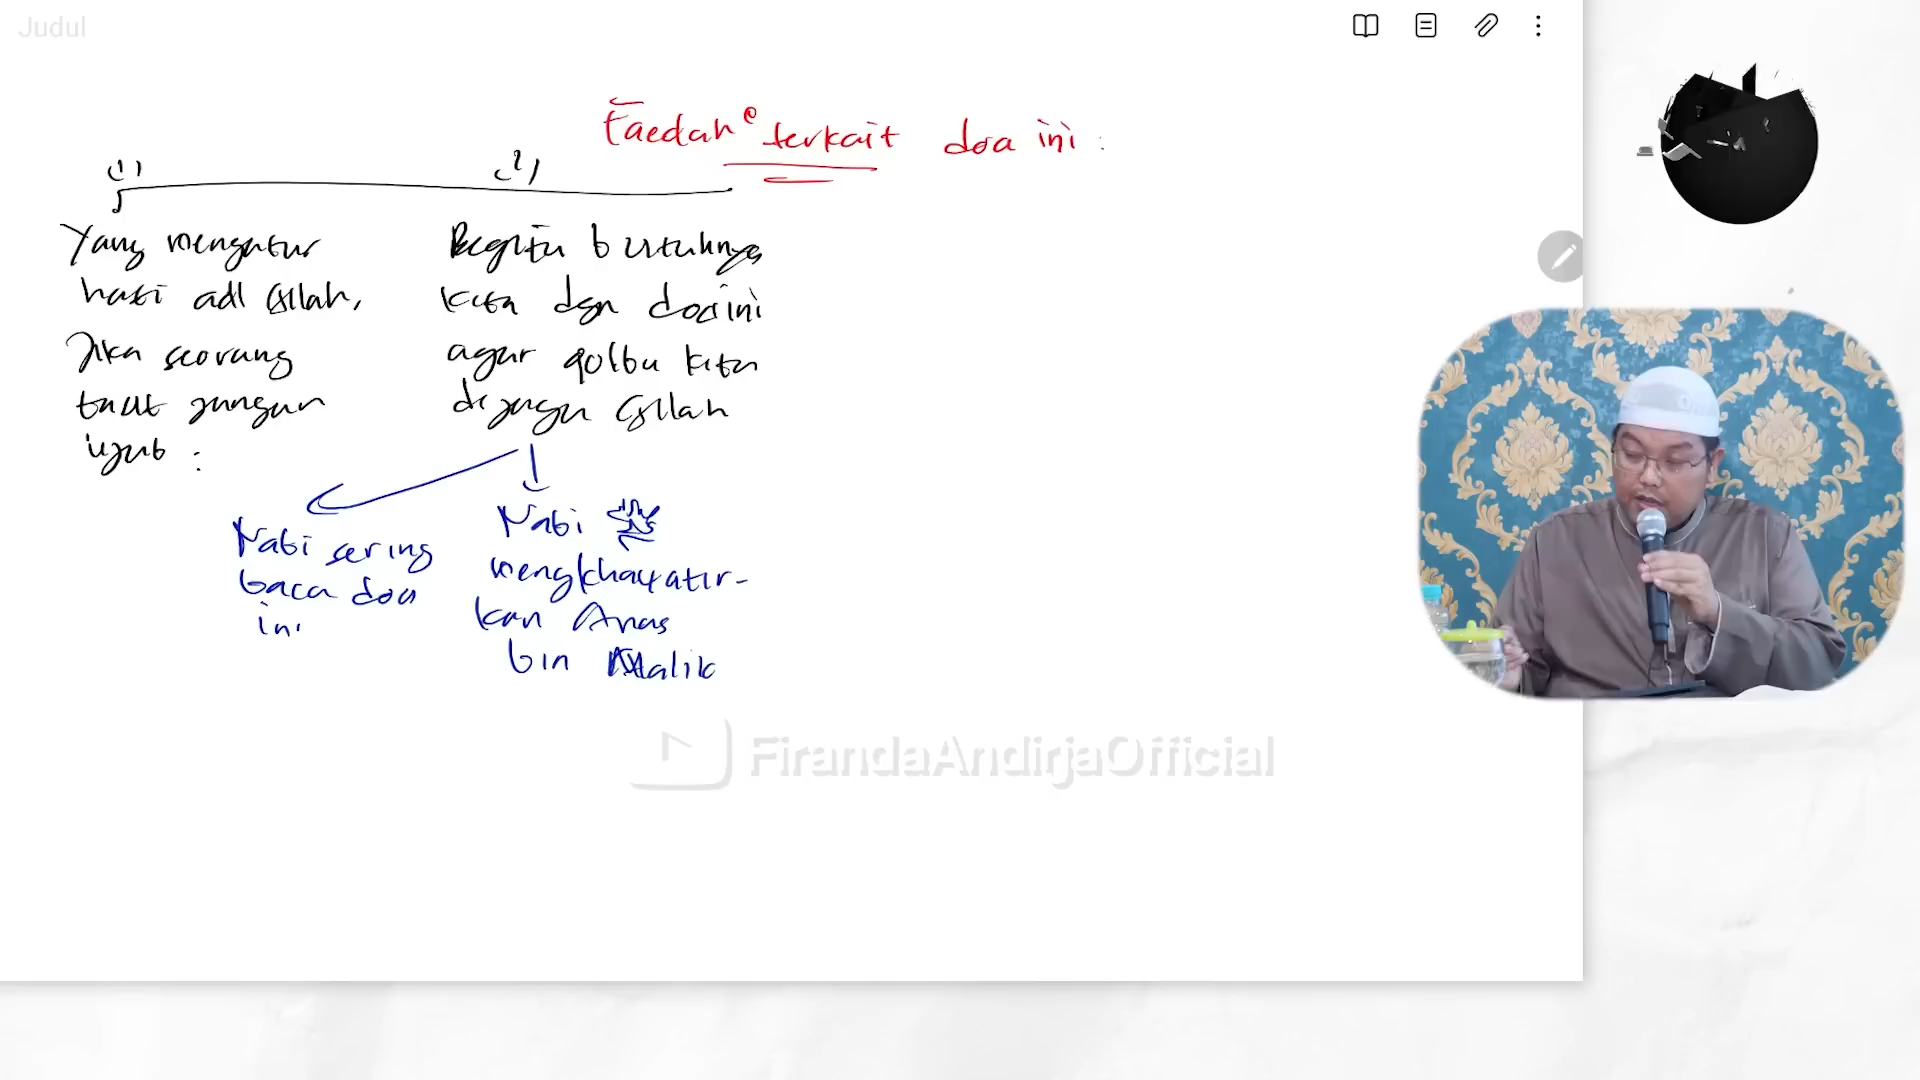 Judul
Faedah² terkait doa ini :
(1)
Yang mengatur
hati adl Allah,
Jika seorang
taat jangan
ujub :
(2)
Begitu butuhnya
kita dgn doa ini
agar qolbu kita
dijaga Allah
Nabi sering
baca doa
ini
Nabi ﷺ
mengkhawatir-
kan Anas
bin Malik
FirandaAndirjaOfficial